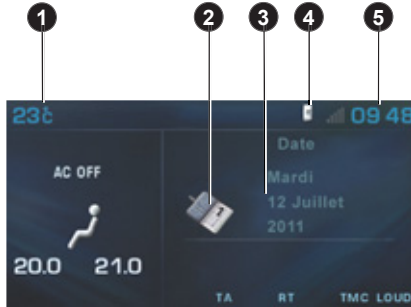 1 2 3 4 5
23°c 09 48
Date
AC OFF
Mardi
12 Juillet
2011
20.0 21.0
TA RT TMC LOUD